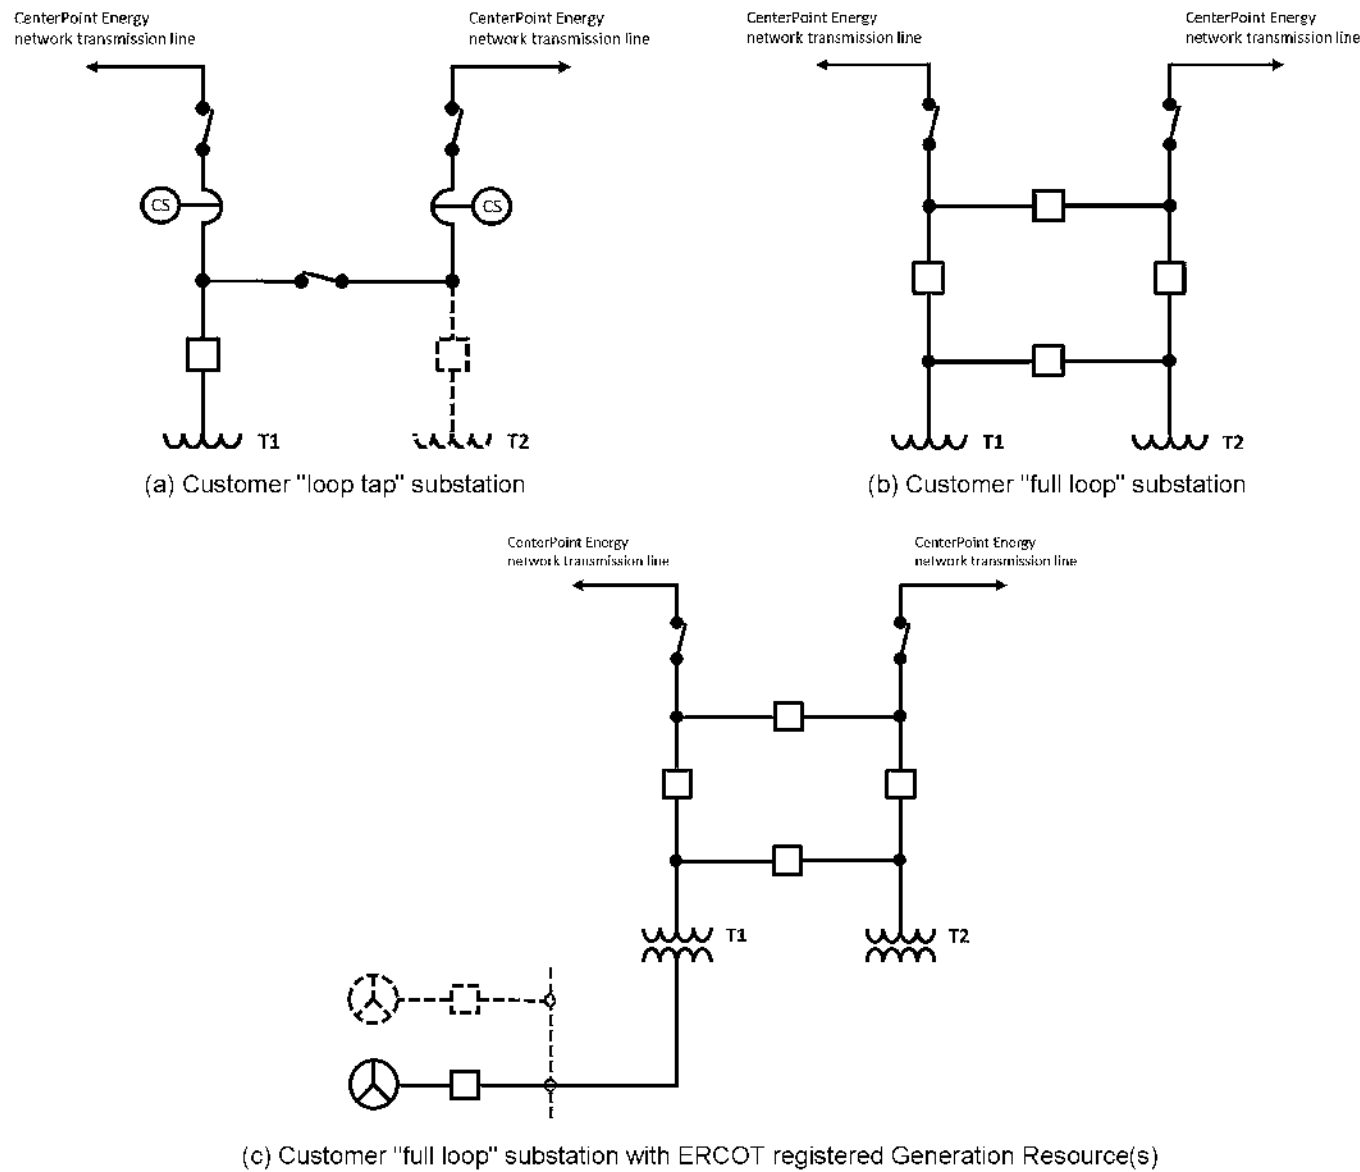 CenterPoint Energy
network transmission line
CenterPoint Energy
network transmission line
CenterPoint Energy
network transmission line
CenterPoint Energy
network transmission line
CS
CS
T1
T2
T1
T2
(a) Customer "loop tap" substation
(b) Customer "full loop" substation
CenterPoint Energy
network transmission line
CenterPoint Energy
network transmission line
T1
T2
(c) Customer "full loop" substation with ERCOT registered Generation Resource(s)